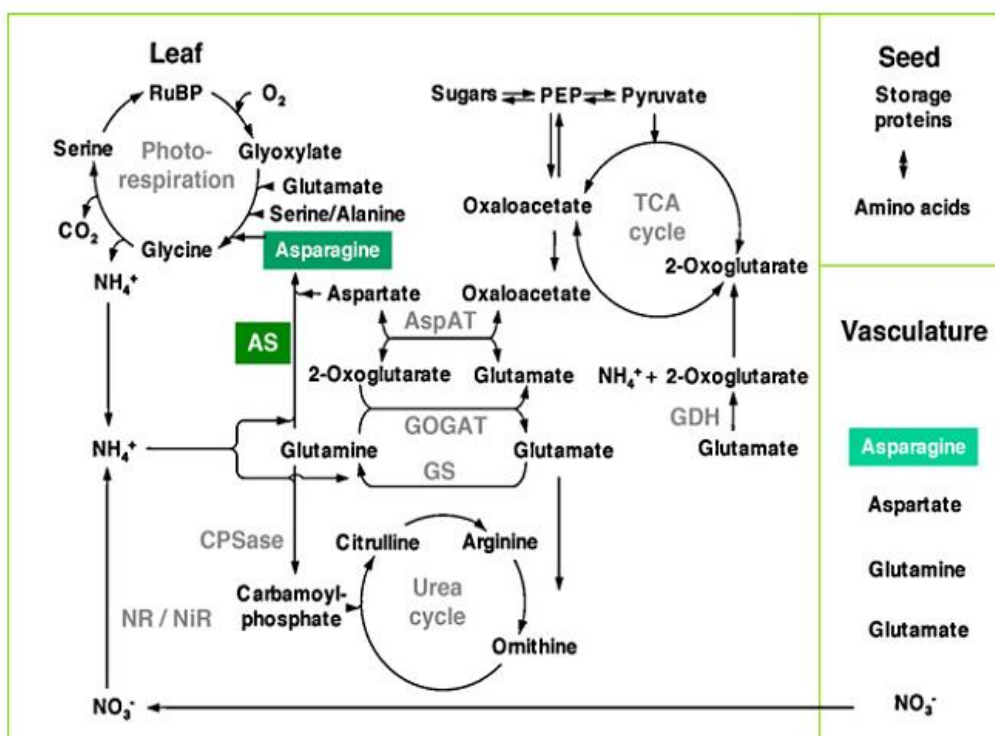 Leaf
RuBP
O2
Serine
Photo-
respiration
Glyoxylate
Glutamate
Serine/Alanine
CO2
Glycine
Asparagine
NH4+
Sugars
PEP
Pyruvate
Oxaloacetate
TCA
cycle
2-Oxoglutarate
Aspartate
Oxaloacetate
AspAT
AS
2-Oxoglutarate
Glutamate
NH4+ + 2-Oxoglutarate
GOGAT
GDH
NH4+
Glutamine
Glutamate
Glutamate
GS
CPSase
Citrulline
Arginine
Carbamoyl-
phosphate
Urea
cycle
NR / NiR
Ornithine
NO3-
Seed
Storage
proteins
Amino acids
Vasculature
Asparagine
Aspartate
Glutamine
Glutamate
NO3-